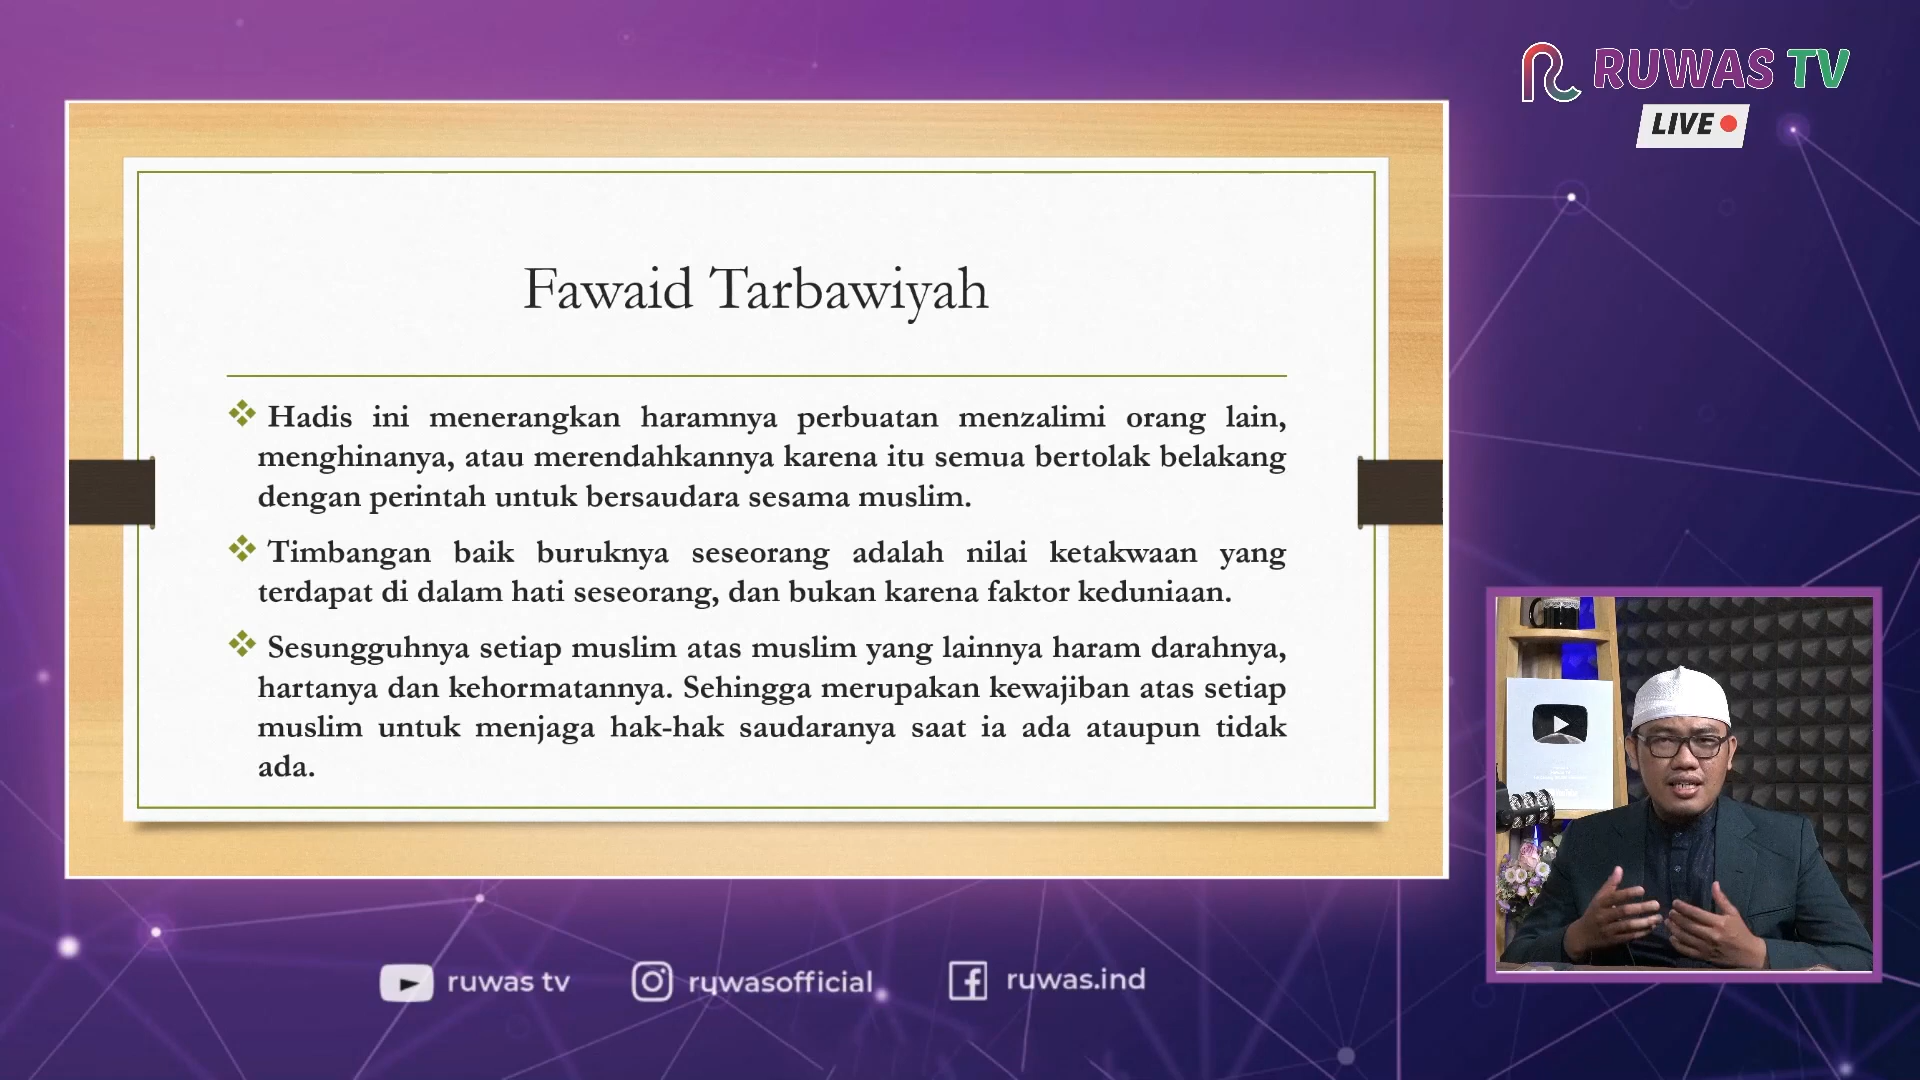 RUWAS TV
LIVE
Fawaid Tarbawiyah
Hadis ini menerangkan haramnya perbuatan menzalimi orang lain,
menghinanya, atau merendahkannya karena itu semua bertolak belakang
dengan perintah untuk bersaudara sesama muslim.
Timbangan baik buruknya seseorang adalah nilai ketakwaan yang
terdapat di dalam hati seseorang, dan bukan karena faktor keduniaan.
Sesungguhnya setiap muslim atas muslim yang lainnya haram darahnya,
hartanya dan kehormatannya. Sehingga merupakan kewajiban atas setiap
muslim untuk menjaga hak-hak saudaranya saat ia ada ataupun tidak
ada.
ruwas tv
ruwasofficial
ruwas.ind